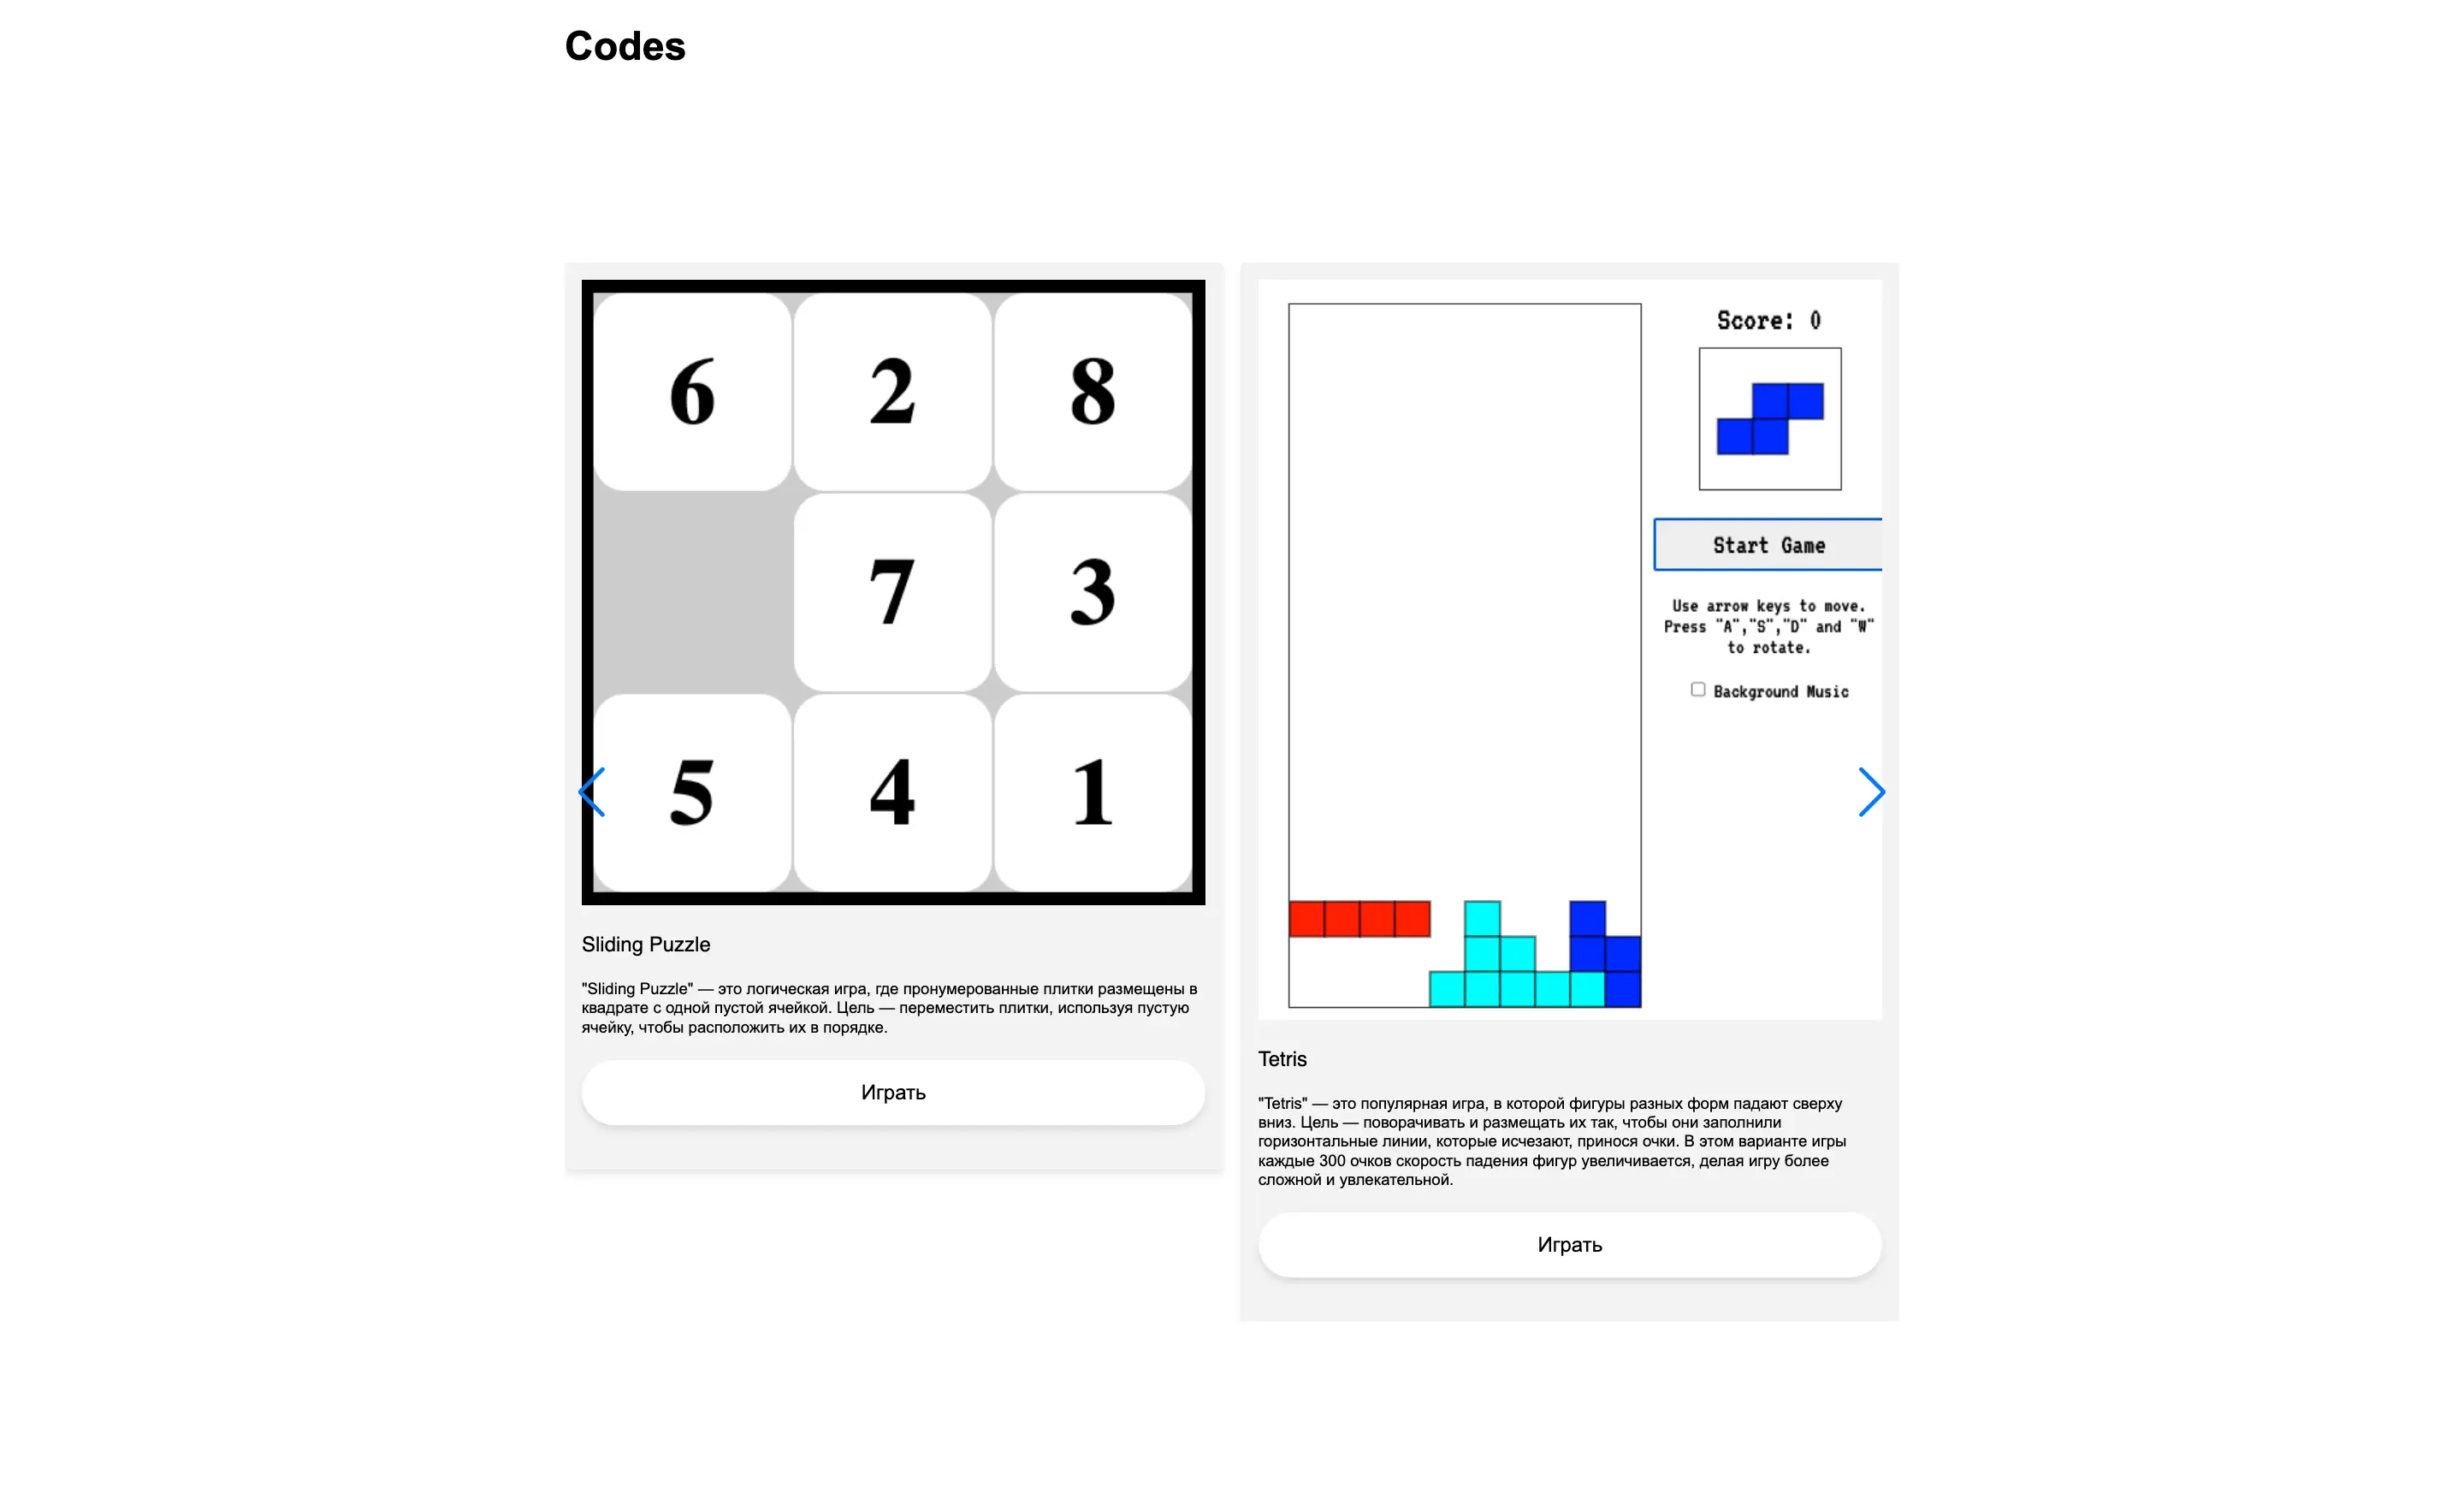 Codes
6 2 8
7 3
5 4 1
Sliding Puzzle
"Sliding Puzzle" — это логическая игра, где пронумерованные плитки размещены в
квадрате с одной пустой ячейкой. Цель — переместить плитки, используя пустую
ячейку, чтобы расположить их в порядке.
Играть
Score: 0
Start Game
Use arrow keys to move.
Press "A","S","D" and "W"
to rotate.
Background Music
Tetris
"Tetris" — это популярная игра, в которой фигуры разных форм падают сверху
вниз. Цель — поворачивать и размещать их так, чтобы они заполнили
горизонтальные линии, которые исчезают, принося очки. В этом варианте игры
каждые 300 очков скорость падения фигур увеличивается, делая игру более
сложной и увлекательной.
Играть